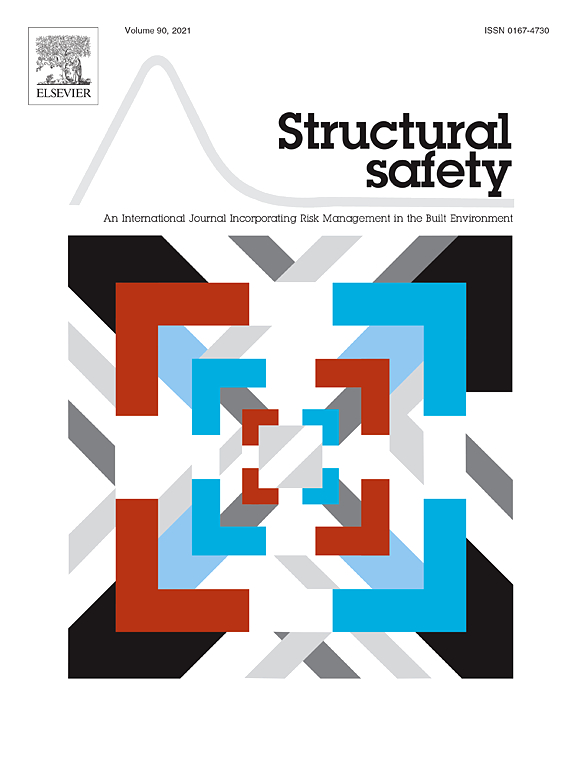 Volume 90, 2021
ISSN 0167-4730
ELSEVIER
Structural
safety
An International Journal Incorporating Risk Management in the Built Environment